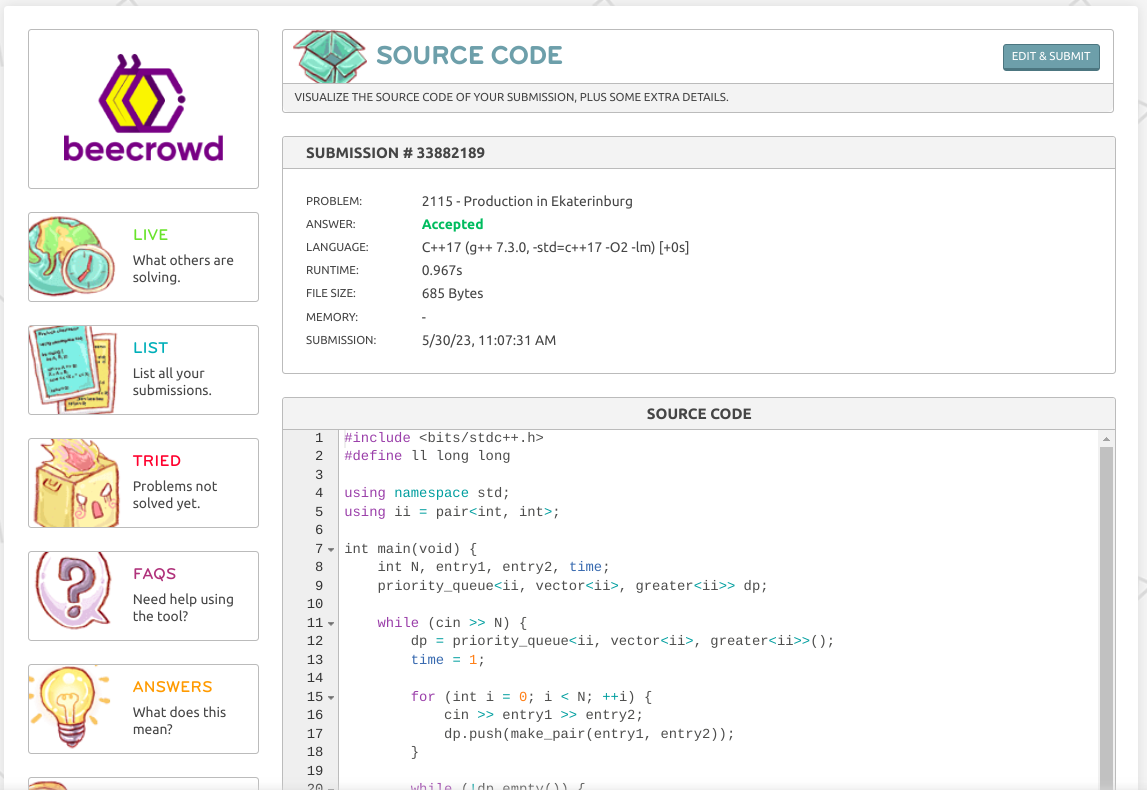 beecrowd
LIVE
What others are
solving.
LIST
List all your
submissions.
TRIED
Problems not
solved yet.
FAQS
Need help using
the tool?
ANSWERS
What does this
mean?
SOURCE CODE
EDIT & SUBMIT
VISUALIZE THE SOURCE CODE OF YOUR SUBMISSION, PLUS SOME EXTRA DETAILS.
SUBMISSION # 33882189
PROBLEM: 2115 - Production in Ekaterinburg
ANSWER: Accepted
LANGUAGE: C++17 (g++ 7.3.0, -std=c++17 -O2 -lm) [+0s]
RUNTIME: 0.967s
FILE SIZE: 685 Bytes
MEMORY: -
SUBMISSION: 5/30/23, 11:07:31 AM
SOURCE CODE
1 #include <bits/stdc++.h>
2 #define ll long long
3
4 using namespace std;
5 using ii = pair<int, int>;
6
7 int main(void) {
8 int N, entry1, entry2, time;
9 priority_queue<ii, vector<ii>, greater<ii>> dp;
10
11 while (cin >> N) {
12 dp = priority_queue<ii, vector<ii>, greater<ii>>();
13 time = 1;
14
15 for (int i = 0; i < N; ++i) {
16 cin >> entry1 >> entry2;
17 dp.push(make_pair(entry1, entry2));
18 }
19
20 while (!dp.empty()) {